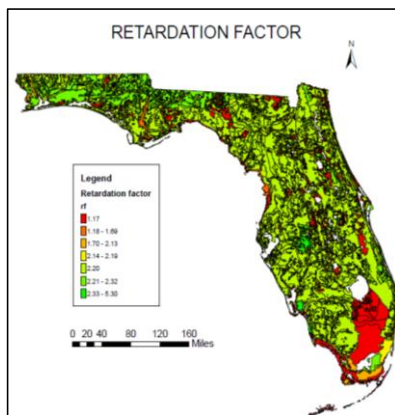 RETARDATION FACTOR
N
Legend
Retardation factor
rf
1.17
1.18 - 1.69
1.70 - 2.13
2.14 - 2.19
2.20
2.21 - 2.32
2.33 - 5.30
0 20 40 80 120 160
Miles